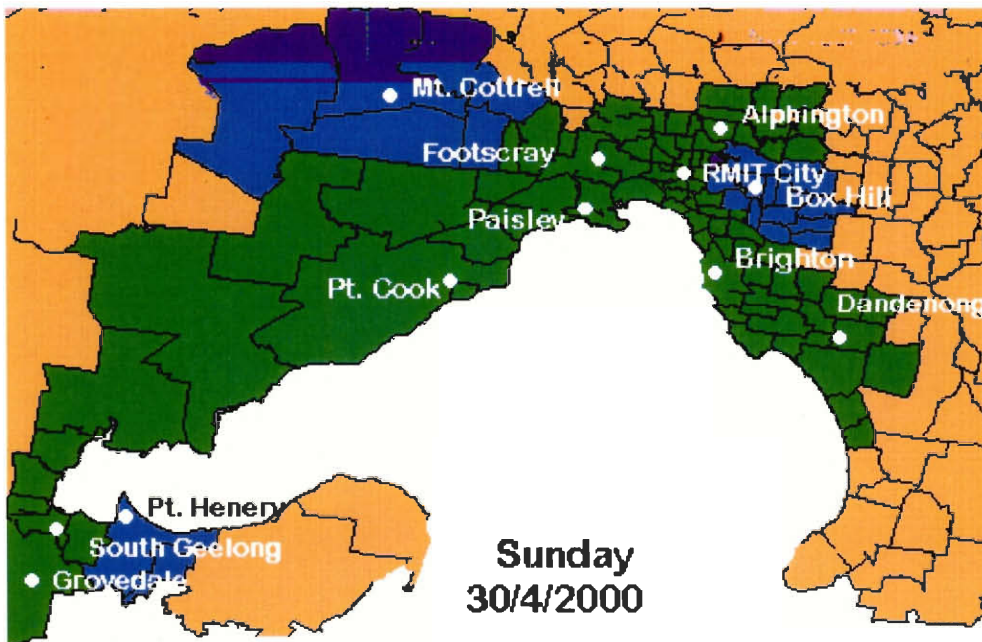 Mt. Cottrell
Alphington
Footscray
RMIT City
Box Hill
Paisley
Brighton
Pt. Cook
Dandenong
Pt. Henery
South Geelong
Grovedale
Sunday
30/4/2000